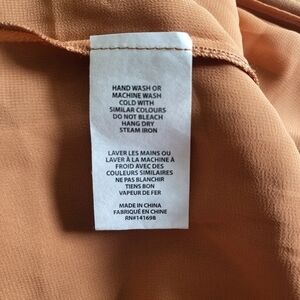 HAND WASH OR
MACHINE WASH
COLD WITH
SIMILAR COLOURS
DO NOT BLEACH
HANG DRY
STEAM IRON
LAVER LES MAINS OU
LAVER À LA MACHINE À
FROID AVEC DES
COULEURS SIMILAIRES
NE PAS BLANCHIR
TIENS BON
VAPEUR DE FER
MADE IN CHINA
FABRIQUÉ EN CHINE
RN#141698